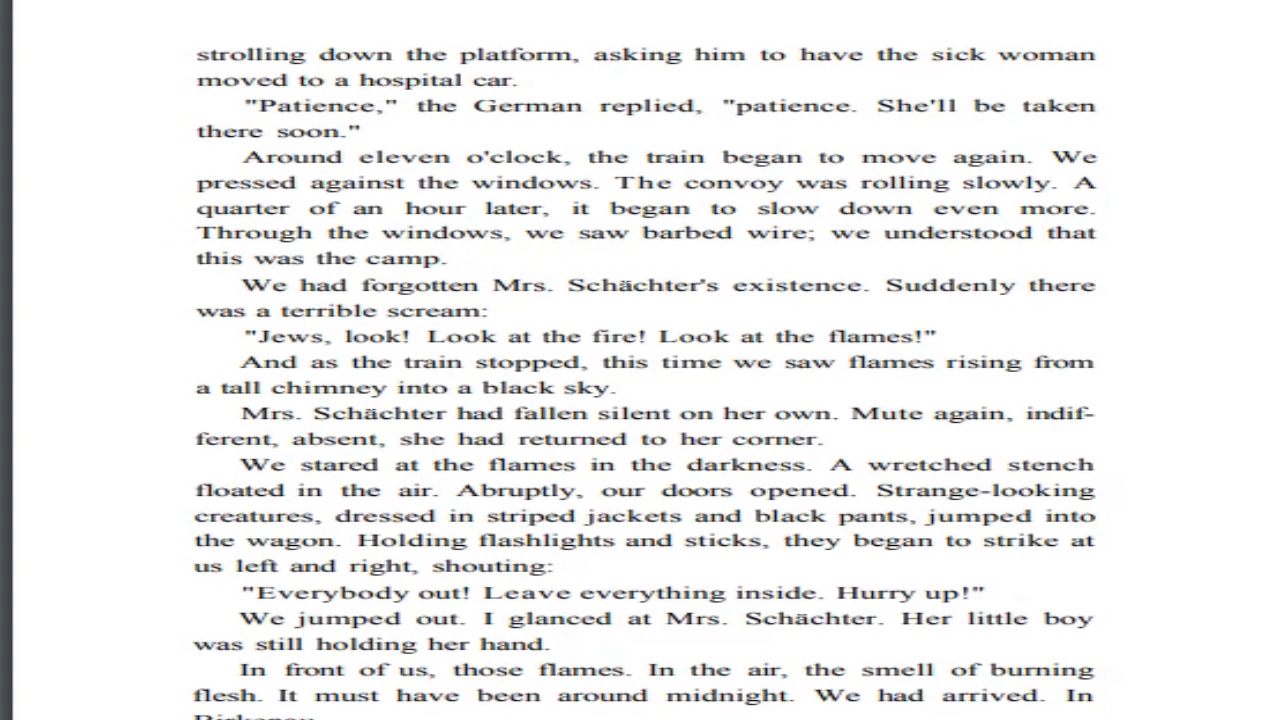 strolling down the platform, asking him to have the sick woman
moved to a hospital car.
"Patience," the German replied, "patience. She'll be taken
there soon."
Around eleven o'clock, the train began to move again. We
pressed against the windows. The convoy was rolling slowly. A
quarter of an hour later, it began to slow down even more.
Through the windows, we saw barbed wire; we understood that
this was the camp.
We had forgotten Mrs. Schächter's existence. Suddenly there
was a terrible scream:
"Jews, look! Look at the fire! Look at the flames!"
And as the train stopped, this time we saw flames rising from
a tall chimney into a black sky.
Mrs. Schächter had fallen silent on her own. Mute again, indif-
ferent, absent, she had returned to her corner.
We stared at the flames in the darkness. A wretched stench
floated in the air. Abruptly, our doors opened. Strange-looking
creatures, dressed in striped jackets and black pants, jumped into
the wagon. Holding flashlights and sticks, they began to strike at
us left and right, shouting:
"Everybody out! Leave everything inside. Hurry up!"
We jumped out. I glanced at Mrs. Schächter. Her little boy
was still holding her hand.
In front of us, those flames. In the air, the smell of burning
flesh. It must have been around midnight. We had arrived. In